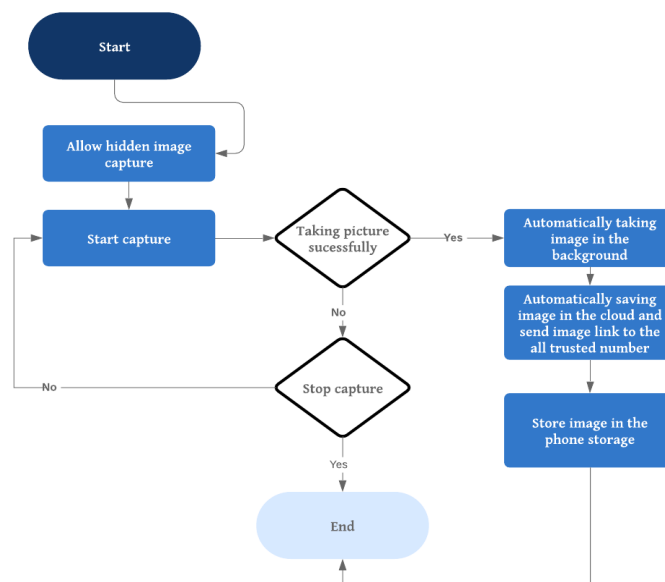 Start
Allow hidden image
capture
Start capture
Taking picture
sucessfully
Yes
Automatically taking
image in the
background
Automatically saving
image in the cloud and
send image link to the
all trusted number
No
No
Stop capture
Store image in the
phone storage
Yes
End